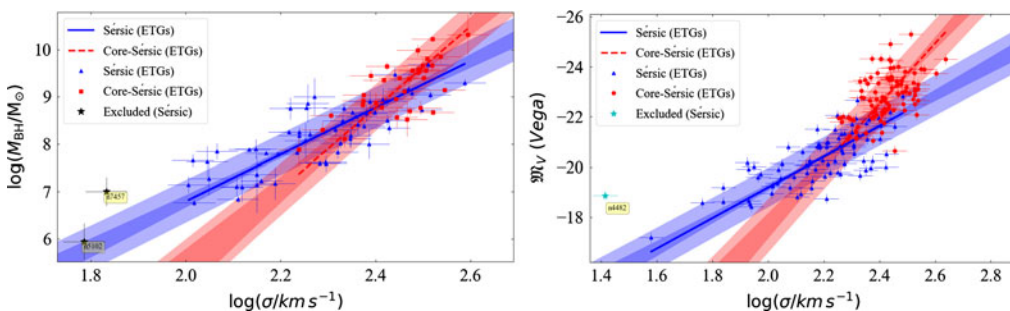 log(M_BH/M_⊙)
10
9
8
7
6
Sérsic (ETGs)
Core-Sérsic (ETGs)
Sérsic (ETGs)
Core-Sérsic (ETGs)
Excluded (Sérsic)
n7457
n5102
1.8 2.0 2.2 2.4 2.6
log(σ/km s⁻¹)
𝔐_V (Vega)
-26
-24
-22
-20
-18
Sérsic (ETGs)
Core-Sérsic (ETGs)
Sérsic (ETGs)
Core-Sérsic (ETGs)
Excluded (Sérsic)
n4482
1.4 1.6 1.8 2.0 2.2 2.4 2.6 2.8
log(σ/km s⁻¹)